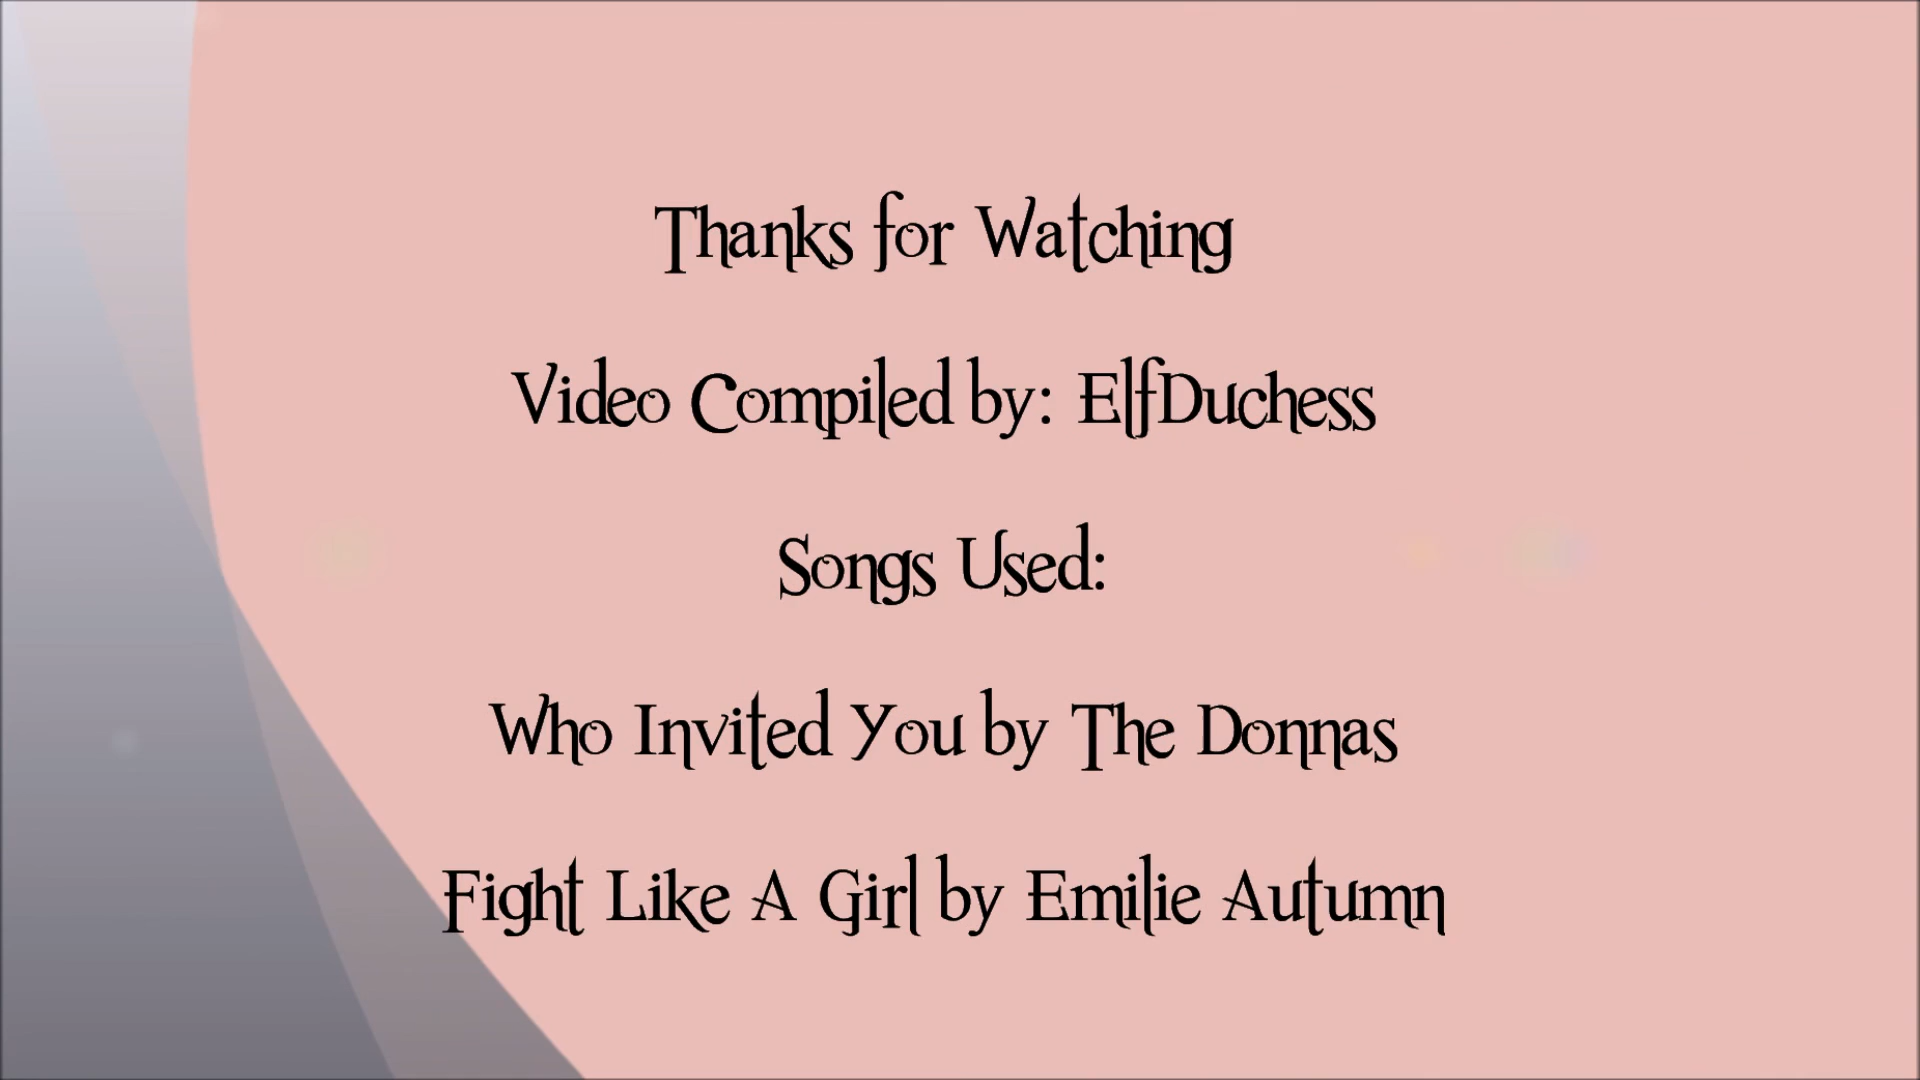 Thanks for Watching
Video Compiled by: ElfDuchess
Songs Used:
Who Invited You by The Donnas
Fight Like A Girl by Emilie Autumn